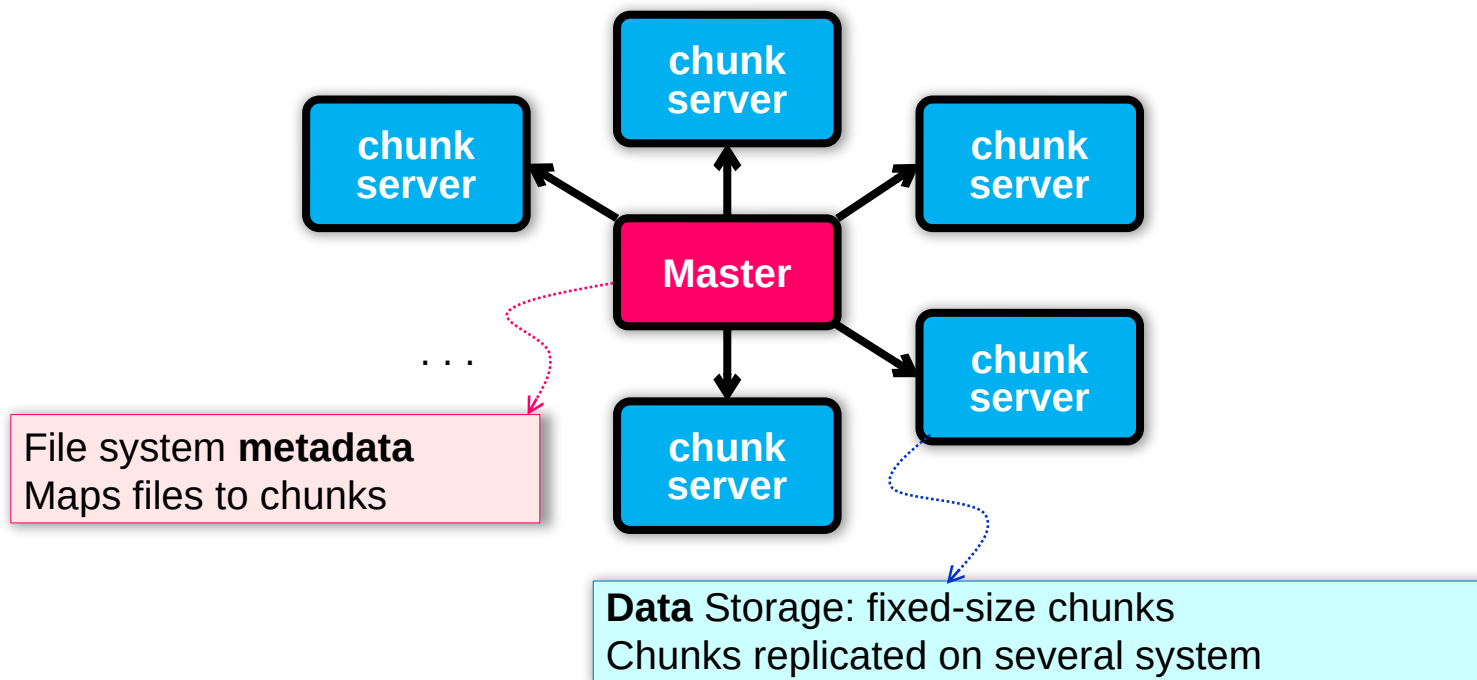 chunk
server
chunk
server
chunk
server
Master
chunk
server
. . .
chunk
server
File system metadata
Maps files to chunks
Data Storage: fixed-size chunks
Chunks replicated on several system